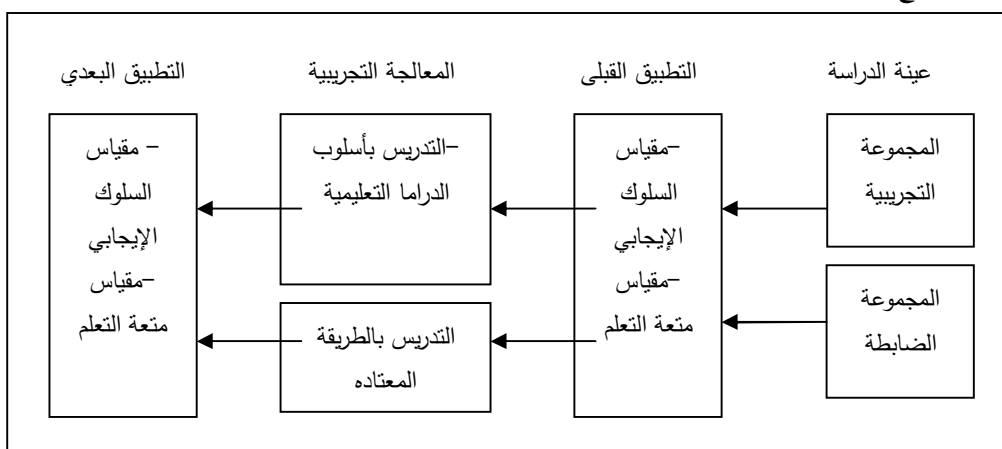 عينة الدراسة
التطبيق القبلى
المعالجة التجريبية
التطبيق البعدي
المجموعة
التجريبية
المجموعة
الضابطة
–مقياس
السلوك
الإيجابي
–مقياس
متعة التعلم
–التدريس بأسلوب
الدراما التعليمية
التدريس بالطريقة
المعتاده
– مقياس
السلوك
الإيجابي
–مقياس
متعة التعلم